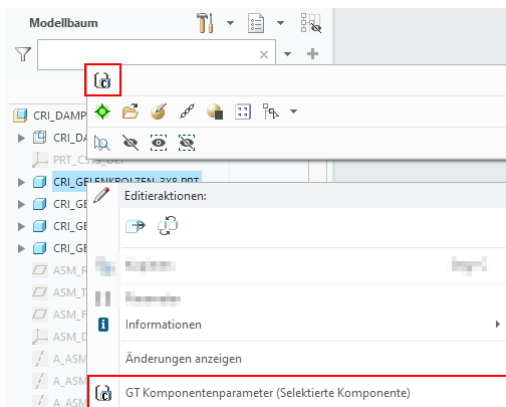 Modellbaum
CRI_DAMP
CRI_DA
CRI_GELENKBOLZEN_3X8.PRT
CRI_GE
Editieraktionen:
CRI_GE
CRI_GE
ASM_R
ASM_T
ASM_F
Informationen
ASM_D
A_ASM
Änderungen anzeigen
A_ASM
GT Komponentenparameter (Selektierte Komponente)
A_ASM